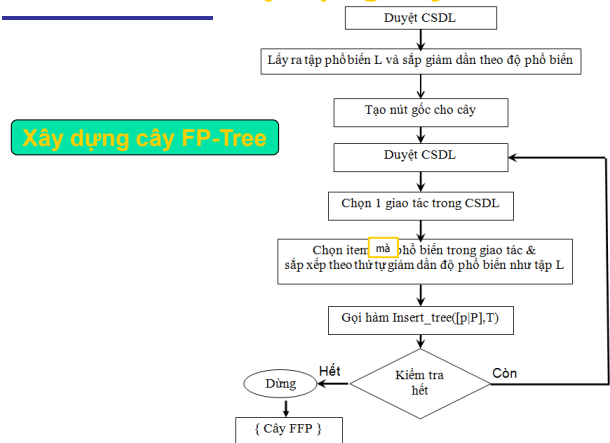 Duyệt CSDL
Lấy ra tập phổ biến L và sắp giảm dần theo độ phổ biến
Tạo nút gốc cho cây
Xây dựng cây FP-Tree
Duyệt CSDL
Chọn 1 giao tác trong CSDL
Chọn item mà phổ biến trong giao tác &
sắp xếp theo thứ tự giảm dần độ phổ biến như tập L
Gọi hàm Insert_tree([p|P],T)
Kiểm tra
hết
Hết
Còn
Dừng
{ Cây FFP }